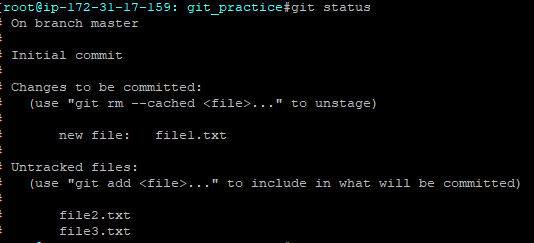 [root@ip-172-31-17-159: git_practice#git status
# On branch master
#
# Initial commit
#
# Changes to be committed:
#   (use "git rm --cached <file>..." to unstage)
#
#       new file:   file1.txt
#
# Untracked files:
#   (use "git add <file>..." to include in what will be committed)
#
#       file2.txt
#       file3.txt